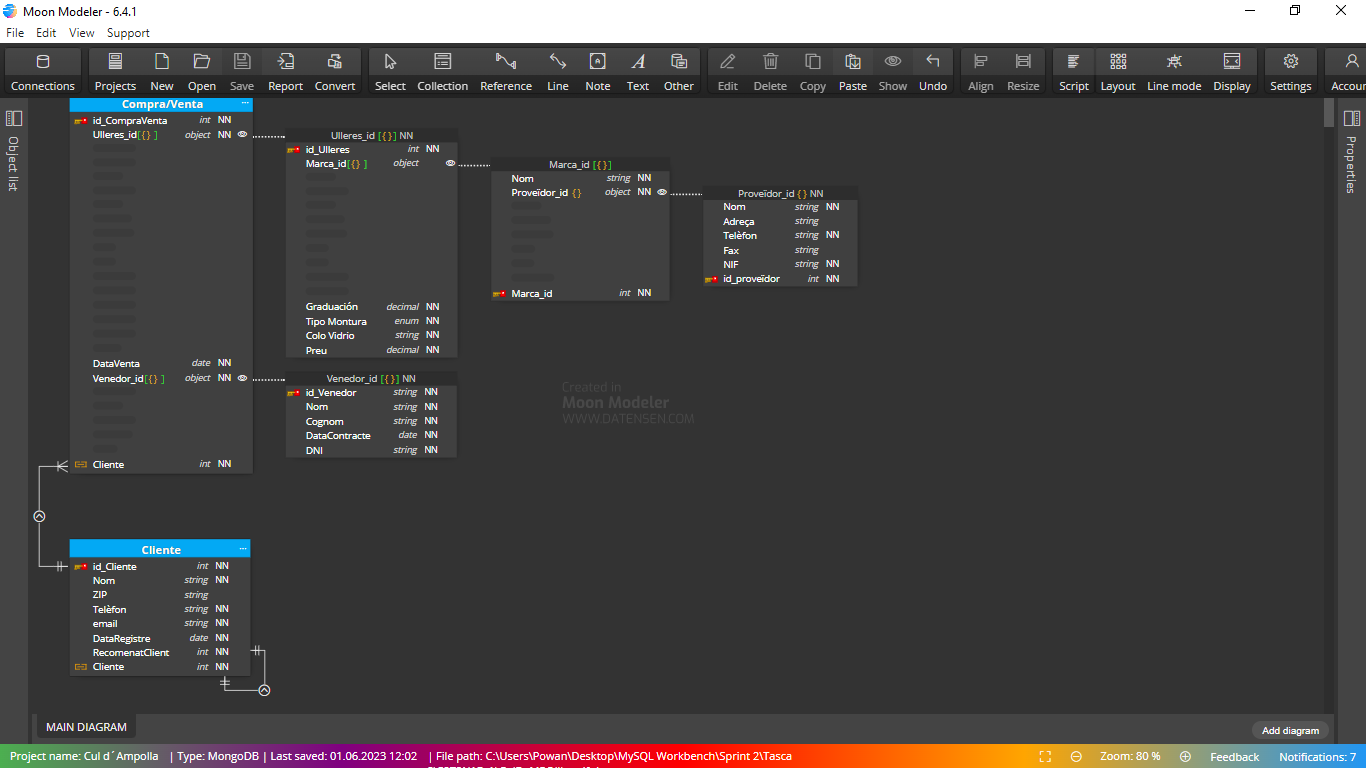 Moon Modeler - 6.4.1
File Edit View Support
Connections Projects New Open Save Report Convert Select Collection Reference Line Note Text Other Edit Delete Copy Paste Show Undo Align Resize Script Layout Line mode Display Settings Accour
Object list
Properties
Compra/Venta ...
id_CompraVenta int NN
Ulleres_id[{} ] object NN
DataVenta date NN
Venedor_id[{} ] object NN
Cliente int NN
Ulleres_id [{}] NN
id_Ulleres int NN
Marca_id[{} ] object
Graduación decimal NN
Tipo Montura enum NN
Colo Vidrio string NN
Preu decimal NN
Marca_id [{}]
Nom string NN
Proveïdor_id {} object NN
Marca_id int NN
Proveïdor_id {} NN
Nom string NN
Adreça string
Telèfon string NN
Fax string
NIF string NN
id_proveïdor int NN
Venedor_id [{}] NN
id_Venedor string NN
Nom string NN
Cognom string NN
DataContracte date NN
DNI string NN
Created in
Moon Modeler
WWW.DATENSEN.COM
Cliente ...
id_Cliente int NN
Nom string NN
ZIP string
Telèfon string NN
email string NN
DataRegistre date NN
RecomenatClient int NN
Cliente int NN
MAIN DIAGRAM
Add diagram
Project name: Cul d´Ampolla | Type: MongoDB | Last saved: 01.06.2023 12:02 | File path: C:\Users\Powan\Desktop\MySQL Workbench\Sprint 2\Tasca
Zoom: 80 % Feedback Notifications: 7